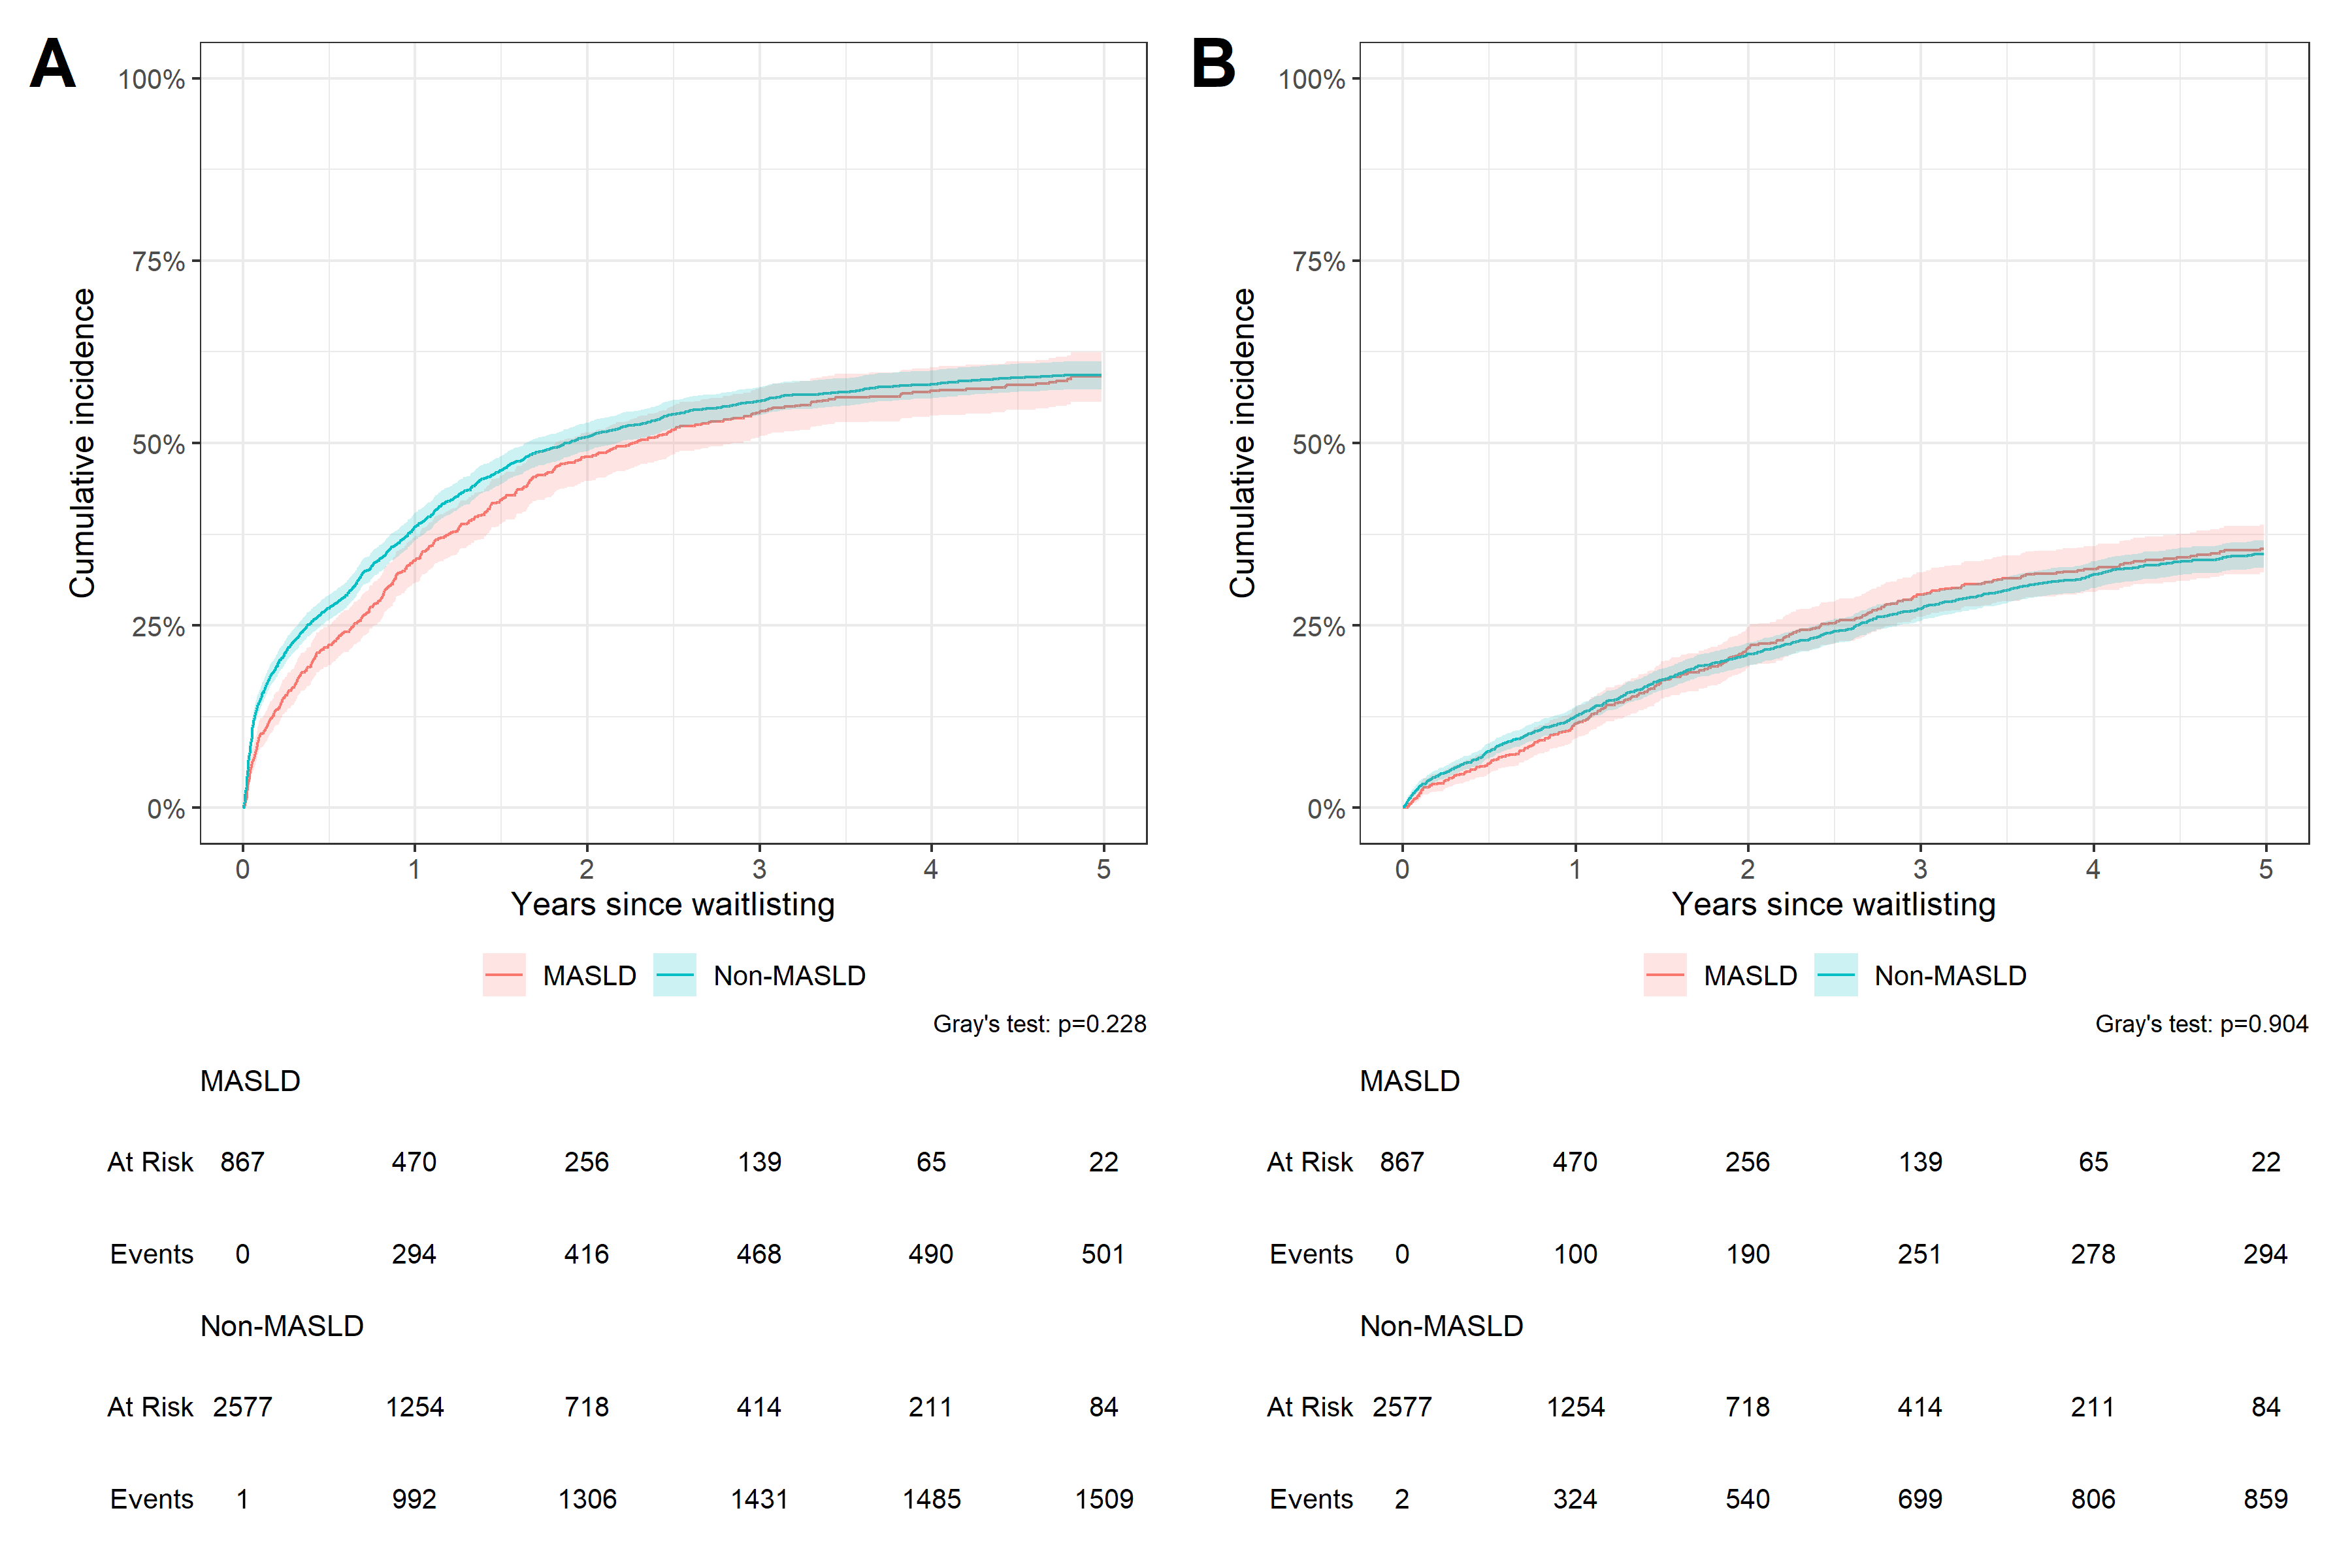 A
100%
75%
50%
25%
0%
Cumulative incidence
0 1 2 3 4 5
Years since waitlisting
MASLD Non-MASLD
Gray's test: p=0.228
MASLD
At Risk 867 470 256 139 65 22
Events 0 294 416 468 490 501
Non-MASLD
At Risk 2577 1254 718 414 211 84
Events 1 992 1306 1431 1485 1509
B
100%
75%
50%
25%
0%
Cumulative incidence
0 1 2 3 4 5
Years since waitlisting
MASLD Non-MASLD
Gray's test: p=0.904
MASLD
At Risk 867 470 256 139 65 22
Events 0 100 190 251 278 294
Non-MASLD
At Risk 2577 1254 718 414 211 84
Events 2 324 540 699 806 859